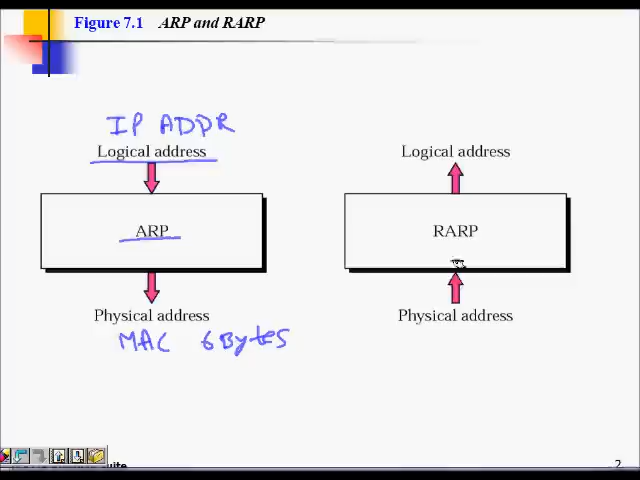 Figure 7.1 ARP and RARP
IP ADDR
Logical address
Logical address
ARP
RARP
Physical address
Physical address
MAC 6Bytes
suite
2